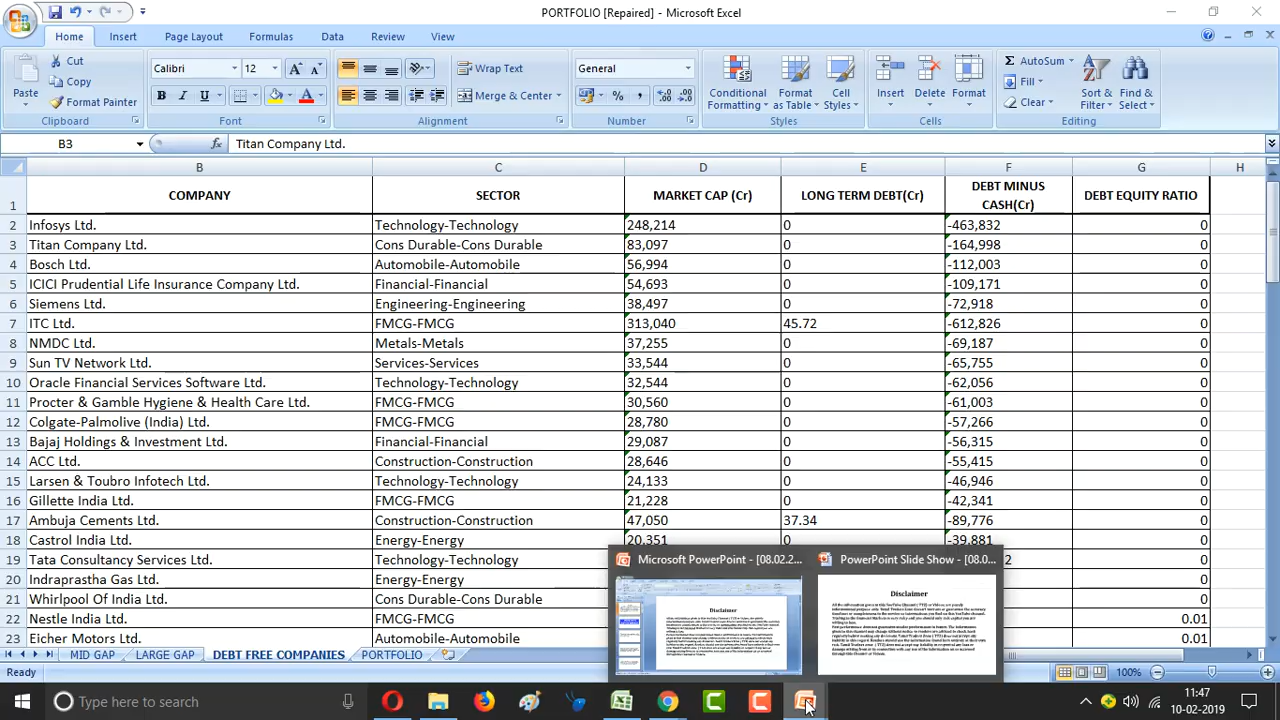 PORTFOLIO [Repaired] - Microsoft Excel
Home Insert Page Layout Formulas Data Review View
Paste
Cut
Copy
Format Painter
Clipboard
Calibri 12
B I U A
Font
Wrap Text
Merge & Center
Alignment
General
% ,
Number
Conditional Formatting
Format as Table
Cell Styles
Styles
Insert Delete Format
Cells
Σ AutoSum
Fill
Clear
Sort & Filter
Find & Select
Editing
B3 fx Titan Company Ltd.
B C D E F G H
1 COMPANY SECTOR MARKET CAP (Cr) LONG TERM DEBT(Cr) DEBT MINUS CASH(Cr) DEBT EQUITY RATIO
2 Infosys Ltd. Technology-Technology 248,214 0 -463,832 0
3 Titan Company Ltd. Cons Durable-Cons Durable 83,097 0 -164,998 0
4 Bosch Ltd. Automobile-Automobile 56,994 0 -112,003 0
5 ICICI Prudential Life Insurance Company Ltd. Financial-Financial 54,693 0 -109,171 0
6 Siemens Ltd. Engineering-Engineering 38,497 0 -72,918 0
7 ITC Ltd. FMCG-FMCG 313,040 45.72 -612,826 0
8 NMDC Ltd. Metals-Metals 37,255 0 -69,187 0
9 Sun TV Network Ltd. Services-Services 33,544 0 -65,755 0
10 Oracle Financial Services Software Ltd. Technology-Technology 32,544 0 -62,056 0
11 Procter & Gamble Hygiene & Health Care Ltd. FMCG-FMCG 30,560 0 -61,003 0
12 Colgate-Palmolive (India) Ltd. FMCG-FMCG 28,780 0 -57,266 0
13 Bajaj Holdings & Investment Ltd. Financial-Financial 29,087 0 -56,315 0
14 ACC Ltd. Construction-Construction 28,646 0 -55,415 0
15 Larsen & Toubro Infotech Ltd. Technology-Technology 24,133 0 -46,946 0
16 Gillette India Ltd. FMCG-FMCG 21,228 0 -42,341 0
17 Ambuja Cements Ltd. Construction-Construction 47,050 37.34 -89,776 0
18 Castrol India Ltd. Energy-Energy 20,351 0 -39,881 0
19 Tata Consultancy Services Ltd. Technology-Technology 2 0
20 Indraprastha Gas Ltd. Energy-Energy 0
21 Whirlpool Of India Ltd. Cons Durable-Cons Durable 0
22 Nestle India Ltd. FMCG-FMCG 0.01
23 Eicher Motors Ltd. Automobile-Automobile 0.01
Microsoft PowerPoint - [08.02.2...
PowerPoint Slide Show - [08.0...
Disclaimer
Disclaimer
MID GAP LARGE GAP DEBT FREE COMPANIES PORTFOLIO
Ready 100%
Type here to search
11:47
10-02-2019